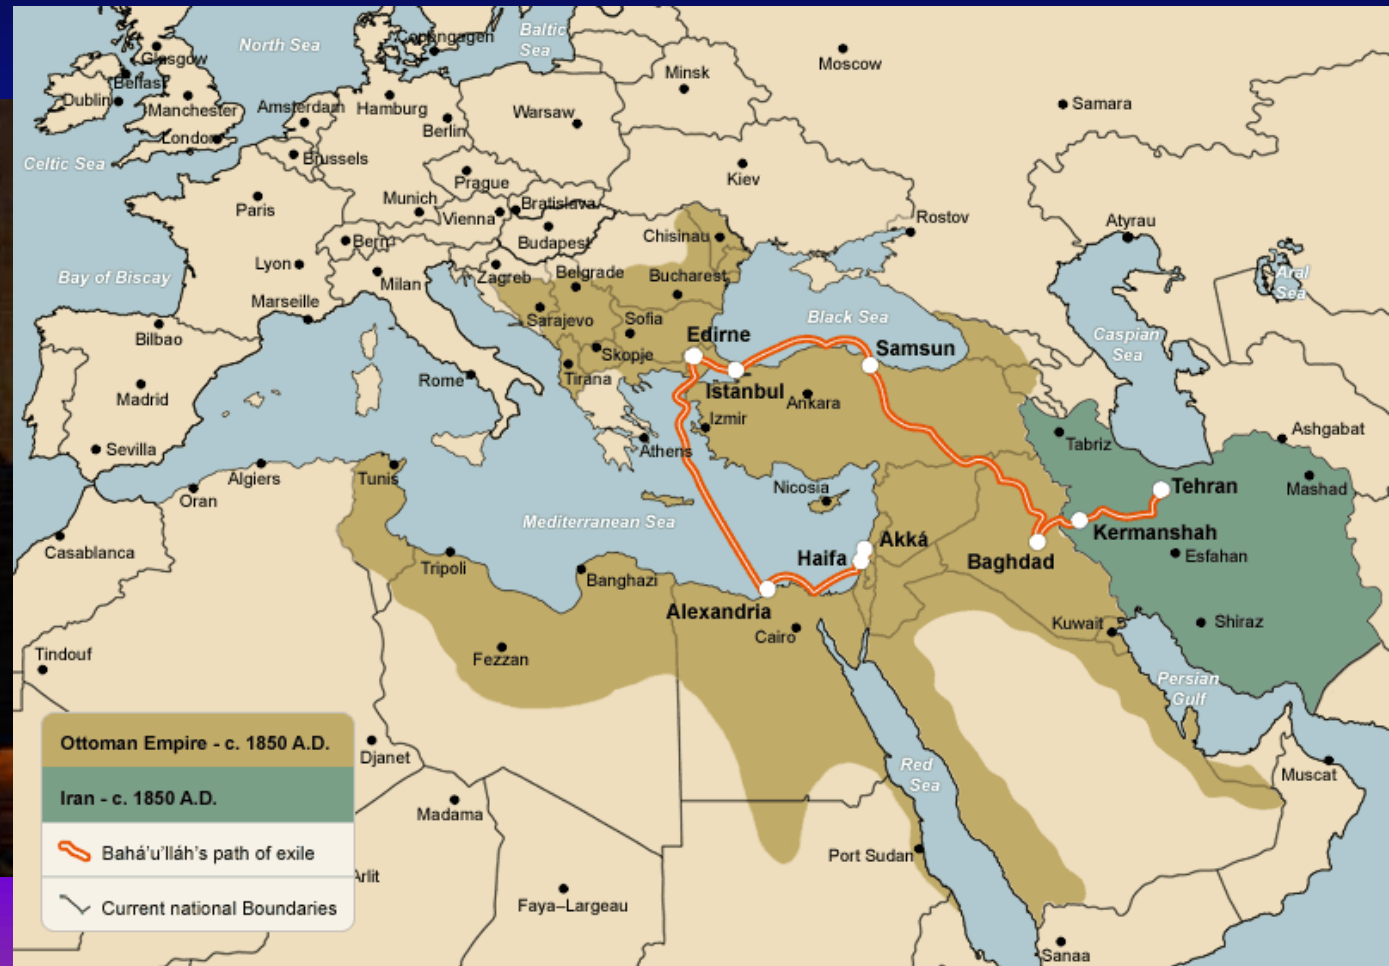 North Sea
Baltic
Sea
Copengagen
Glasgow
Belfast
Dublin
Manchester
London
Celtic Sea
Amsterdam
Hamburg
Berlin
Brussels
Warsaw
Minsk
Moscow
Samara
Paris
Prague
Munich
Vienna
Bratislava
Budapest
Kiev
Rostov
Atyrau
Chisinau
Bern
Lyon
Milan
Zagreb
Belgrade
Bucharest
Aral
Sea
Bay of Biscay
Marseille
Sarajevo
Sofia
Black Sea
Caspian
Sea
Bilbao
Madrid
Sevilla
Rome
Skopje
Tirana
Edirne
Istanbul
Samsun
Ankara
Izmir
Athens
Tabriz
Ashgabat
Mashad
Algiers
Oran
Tunis
Nicosia
Tehran
Kermanshah
Esfahan
Casablanca
Mediterranean Sea
Tripoli
Banghazi
Haifa
Akká
Baghdad
Alexandria
Cairo
Kuwait
Shiraz
Tindouf
Fezzan
Persian
Gulf
Ottoman Empire - c. 1850 A.D.
Iran - c. 1850 A.D.
Bahá'u'lláh's path of exile
Current national Boundaries
Djanet
Madama
Arlit
Faya–Largeau
Red
Sea
Port Sudan
Muscat
Sanaa